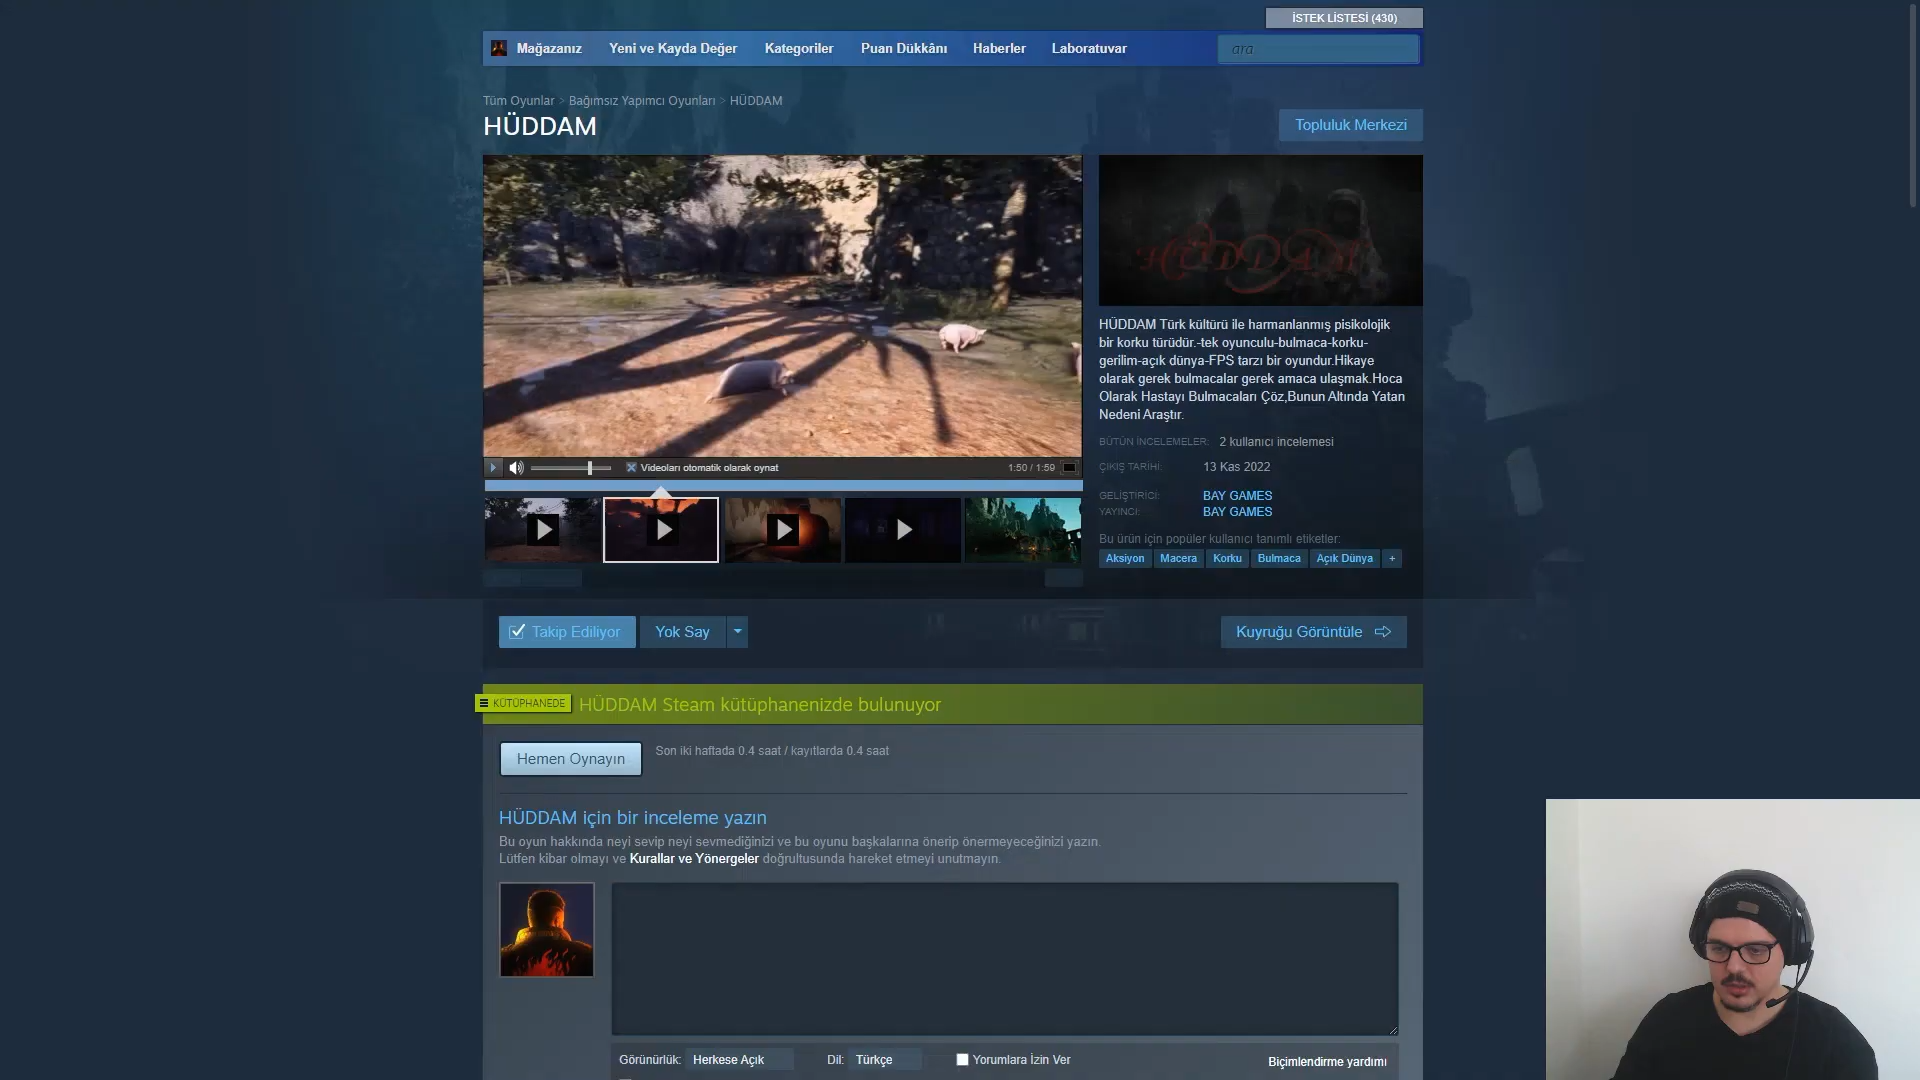 İSTEK LİSTESİ (430)
Mağazanız Yeni ve Kayda Değer Kategoriler Puan Dükkânı Haberler Laboratuvar ara
Tüm Oyunlar > Bağımsız Yapımcı Oyunları > HÜDDAM
HÜDDAM
Topluluk Merkezi
HÜDDAM
HÜDDAM Türk kültürü ile harmanlanmış pisikolojik
bir korku türüdür.-tek oyunculu-bulmaca-korku-
gerilim-açık dünya-FPS tarzı bir oyundur.Hikaye
olarak gerek bulmacalar gerek amaca ulaşmak.Hoca
Olarak Hastayı Bulmacaları Çöz,Bunun Altında Yatan
Nedeni Araştır.
BÜTÜN İNCELEMELER: 2 kullanıcı incelemesi
ÇIKIŞ TARİHİ: 13 Kas 2022
GELİŞTİRİCİ: BAY GAMES
YAYINCI: BAY GAMES
Bu ürün için popüler kullanıcı tanımlı etiketler:
Aksiyon Macera Korku Bulmaca Açık Dünya +
Videoları otomatik olarak oynat 1:50 / 1:59
Takip Ediliyor Yok Say Kuyruğu Görüntüle
KÜTÜPHANEDE HÜDDAM Steam kütüphanenizde bulunuyor
Hemen Oynayın Son iki haftada 0.4 saat / kayıtlarda 0.4 saat
HÜDDAM için bir inceleme yazın
Bu oyun hakkında neyi sevip neyi sevmediğinizi ve bu oyunu başkalarına önerip önermeyeceğinizi yazın.
Lütfen kibar olmayı ve Kurallar ve Yönergeler doğrultusunda hareket etmeyi unutmayın.
Görünürlük: Herkese Açık Dil: Türkçe Yorumlara İzin Ver Biçimlendirme yardımı